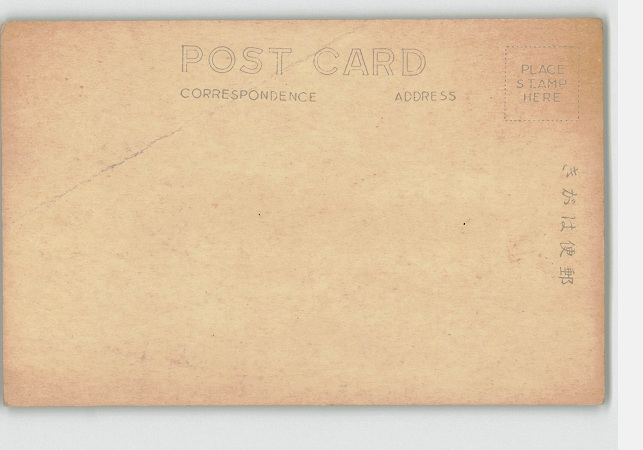 POST CARD
CORRESPONDENCE
ADDRESS
PLACE
STAMP
HERE
きがは便郵